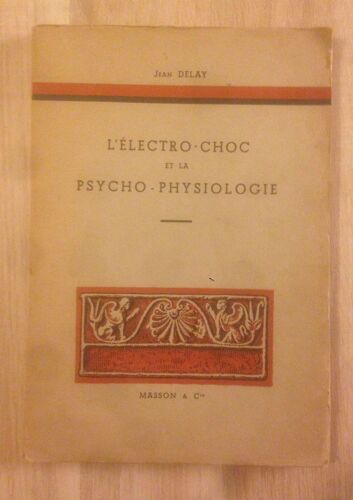 Jean DELAY
L'ÉLECTRO-CHOC
ET LA
PSYCHO-PHYSIOLOGIE
MASSON & Cie